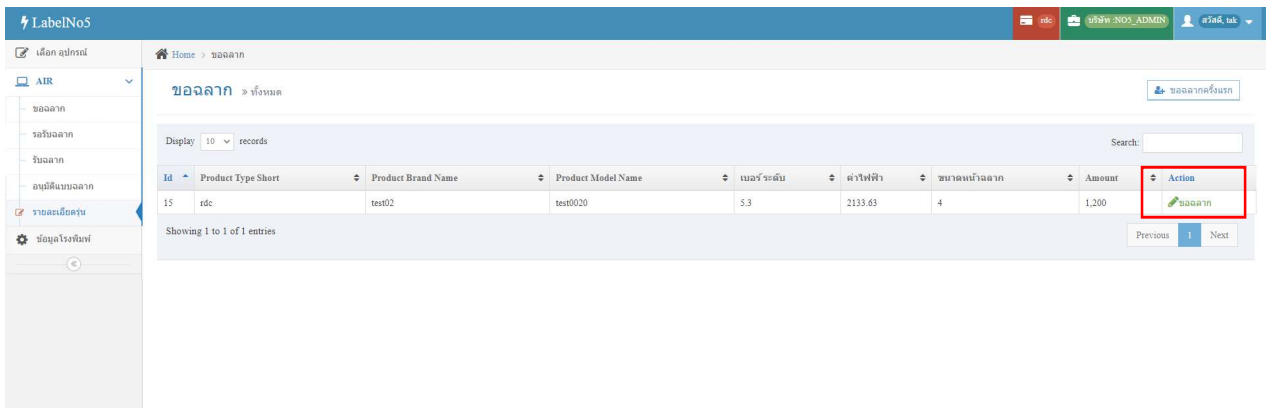 LabelNo5
rdc
บริษัท :NO5_ADMIN
สวัสดี, tak
เลือก อุปกรณ์
Home > ขอฉลาก
AIR
ขอฉลาก » ทั้งหมด
ขอฉลากครั้งแรก
ขอฉลาก
รอรับฉลาก
รับฉลาก
อนุมัติแบบฉลาก
รายละเอียดรุ่น
ข้อมูลโรงพิมพ์
Display 10 records
Search:
Id Product Type Short Product Brand Name Product Model Name เบอร์ ระดับ ค่าไฟฟ้า ขนาดหน้าฉลาก Amount Action
15 rdc test02 test0020 5.3 2133.63 4 1,200 ขอฉลาก
Showing 1 to 1 of 1 entries
Previous 1 Next